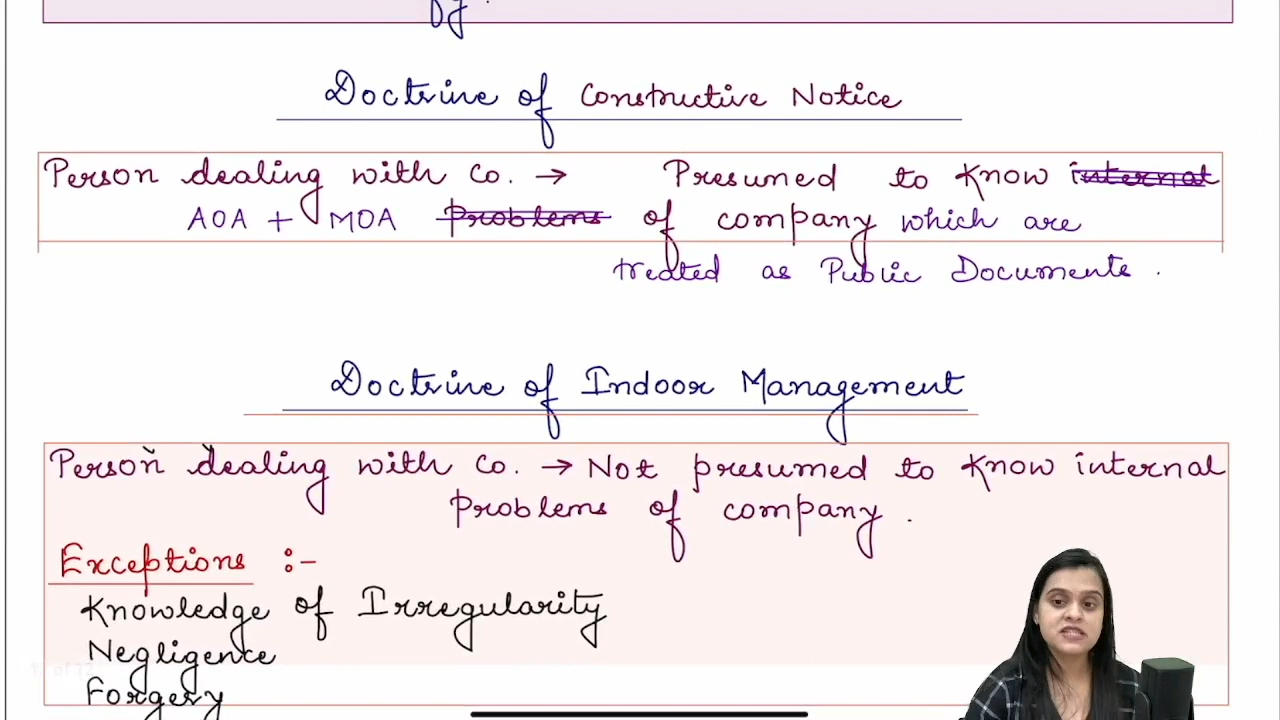 Doctrine of Constructive Notice
Person dealing with Co. → Presumed to know internal
AOA + MOA problems of company which are
treated as Public Documents .
Doctrine of Indoor Management
Person dealing with Co. → Not presumed to know internal
problems of company .
Exceptions :-
Knowledge of Irregularity
Negligence
Forgery